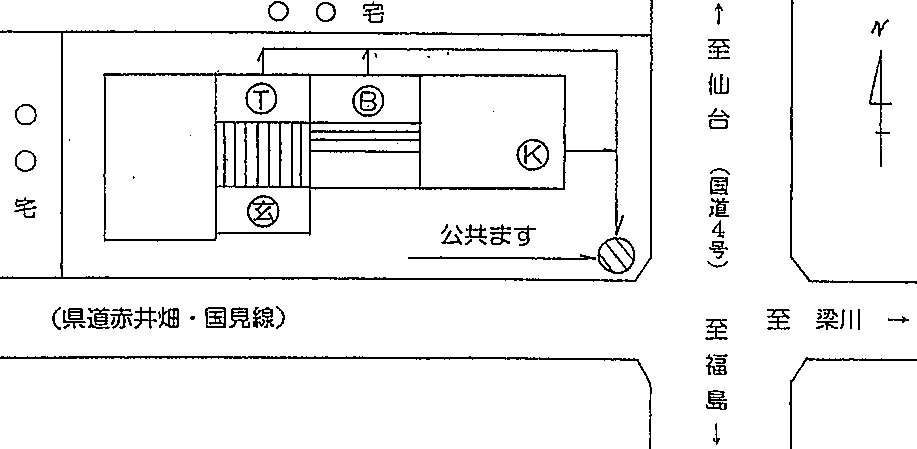 ○ ○ 宅
○ ○ 宅
Ⓣ
Ⓑ
Ⓚ
㊛玄
公共ます
↑至仙台(国道4号)
N
(県道赤井畑・国見線)
至福島↓
至 梁川 →